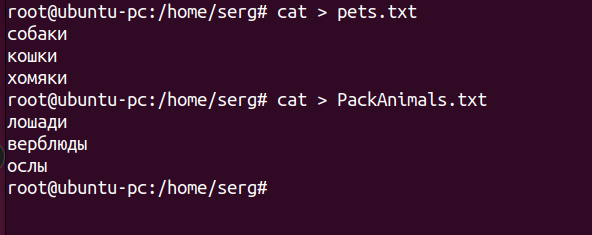 root@ubuntu-pc:/home/serg# cat > pets.txt
собаки
кошки
хомяки
root@ubuntu-pc:/home/serg# cat > PackAnimals.txt
лошади
верблюды
ослы
root@ubuntu-pc:/home/serg#